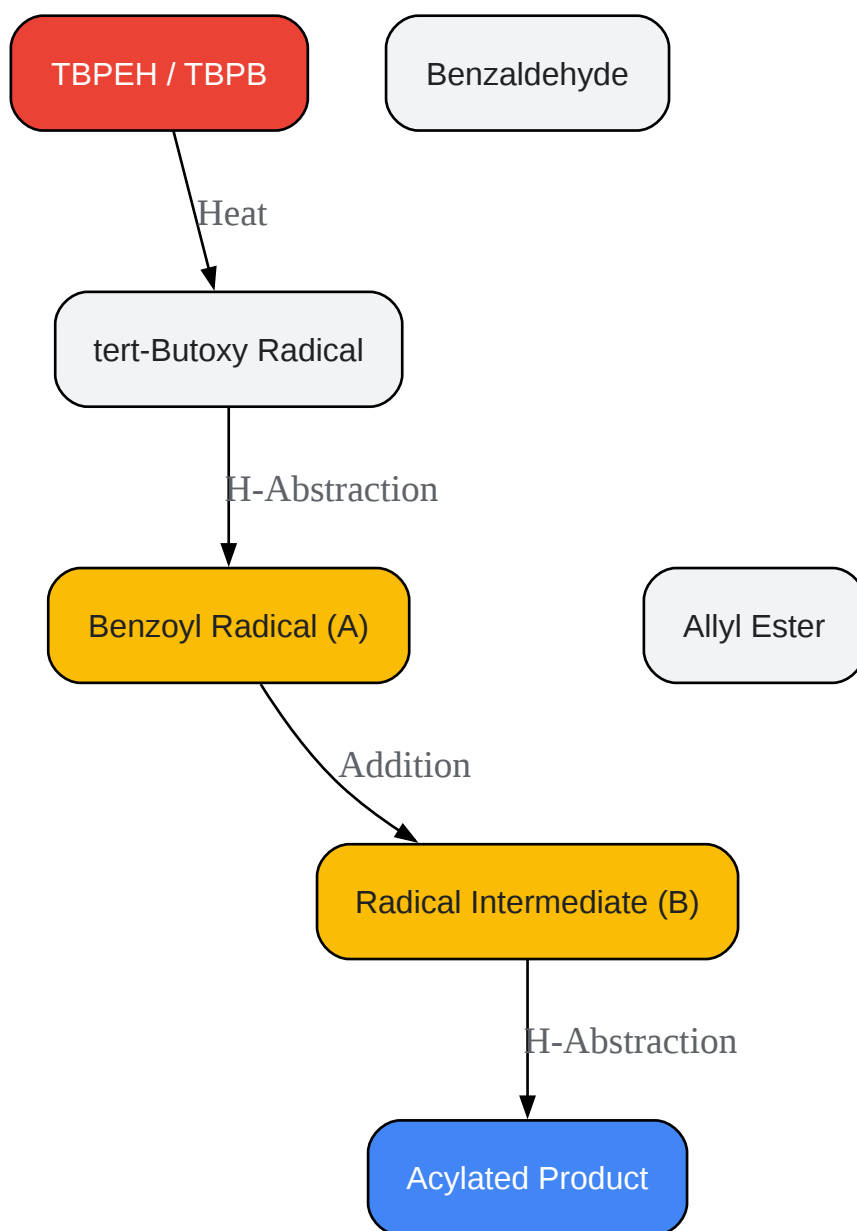 TBPEH / TBPB
Benzaldehyde
Heat
tert-Butoxy Radical
H-Abstraction
Benzoyl Radical (A)
Allyl Ester
Addition
Radical Intermediate (B)
H-Abstraction
Acylated Product